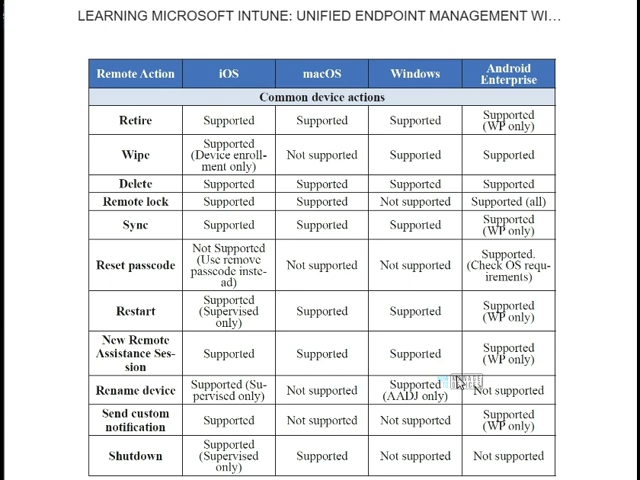 LEARNING MICROSOFT INTUNE: UNIFIED ENDPOINT MANAGEMENT WI…
Remote Action iOS macOS Windows Android Enterprise
Common device actions
Retire Supported Supported Supported Supported (WP only)
Wipe Supported (Device enroll-ment only) Not supported Supported Supported
Delete Supported Supported Supported Supported
Remote lock Supported Supported Not supported Supported (all)
Sync Supported Supported Supported Supported (WP only)
Reset passcode Not Supported (Use remove passcode inste-ad) Not supported Not supported Supported. (Check OS requ-irements)
Restart Supported (Supervised only) Supported Supported Supported (WP only)
New Remote Assistance Ses-sion Supported Supported Supported Supported (WP only)
Rename device Supported (Su-pervised only) Not supported Supported (AADJ only) Not supported
Send custom notification Supported Not supported Not supported Supported (WP only)
Shutdown Supported (Supervised only) Supported Not supported Not supported